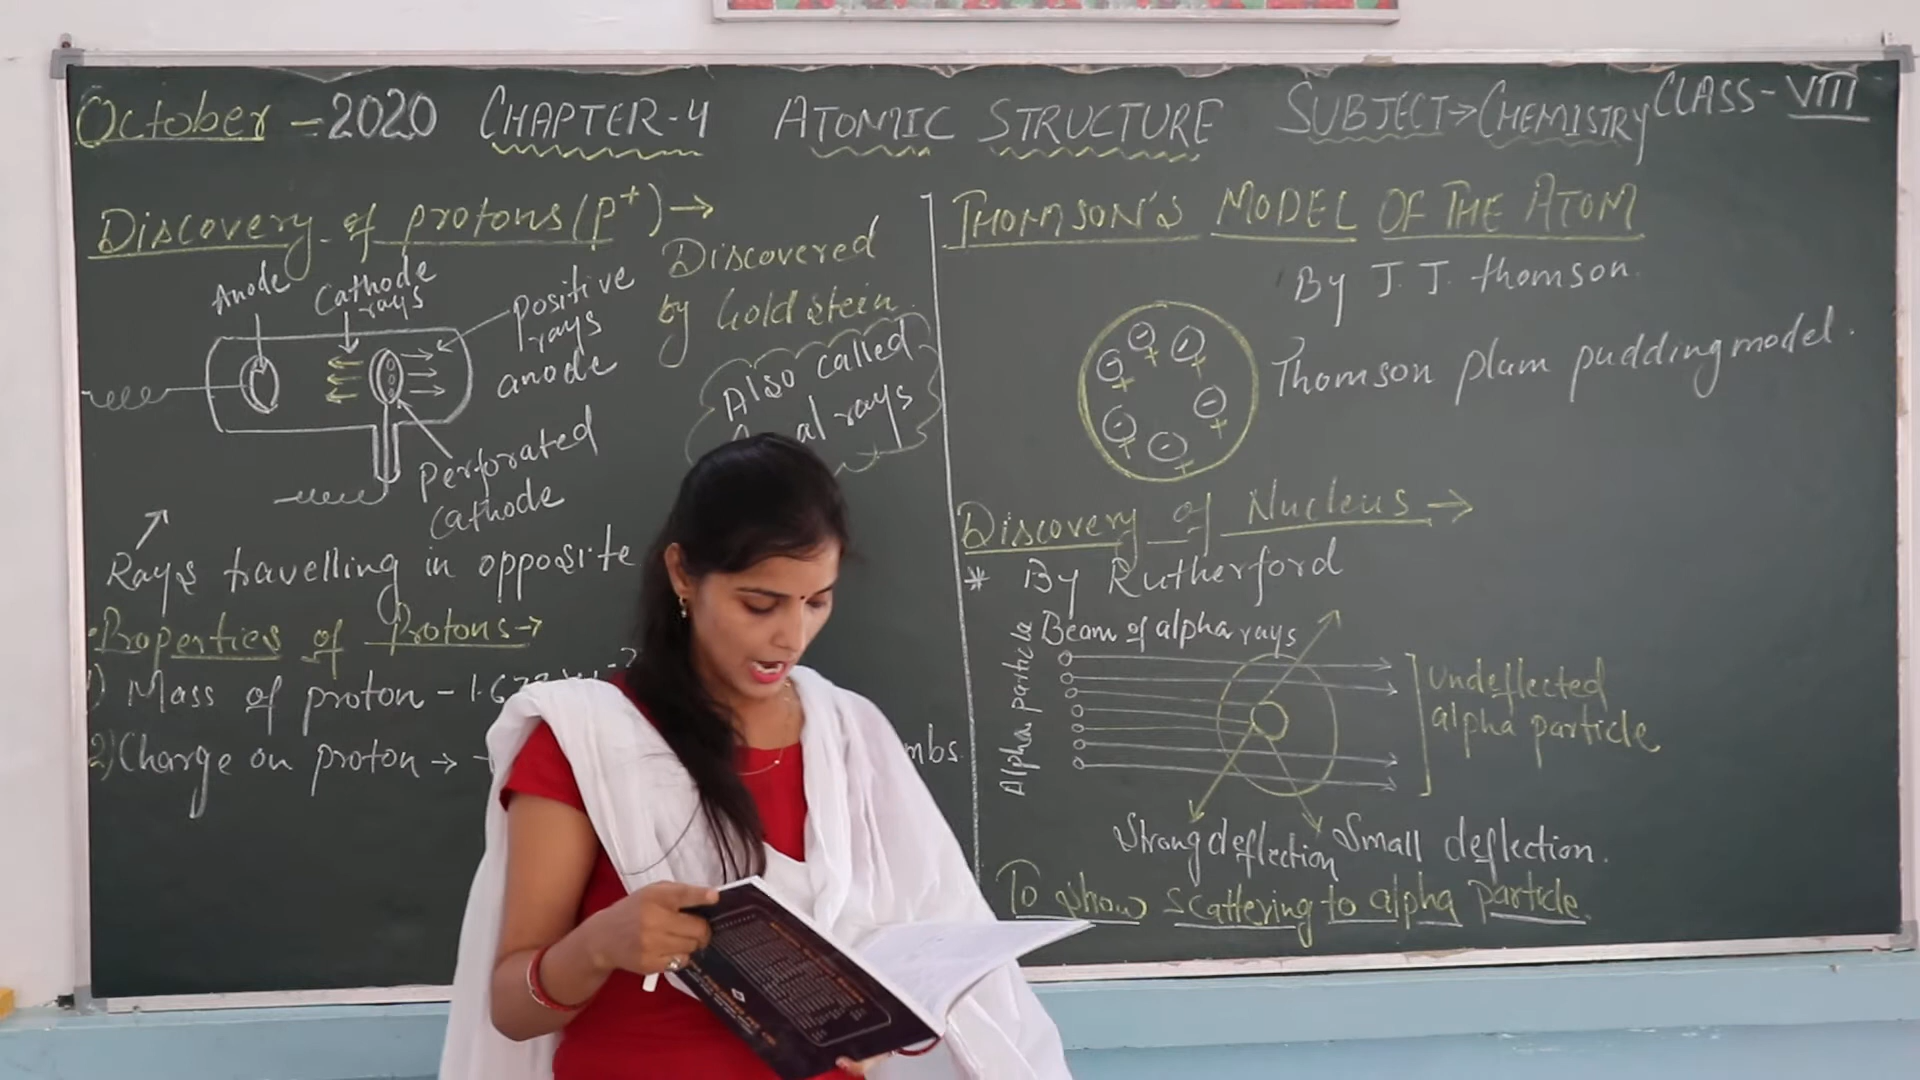 October - 2020 CHAPTER-4 ATOMIC STRUCTURE SUBJECT→CHEMISTRY CLASS-VIII
Discovery of protons (P+) →
Discovered
by Goldstein.
Anode
Cathode
rays
positive
rays
anode
Also called
rays
Perforated
Cathode
Rays travelling in opposite
Properties of Protons→
1) Mass of proton - 1.67
2) Charge on proton →
THOMSON'S MODEL OF THE ATOM
By J. J. thomson.
Thomson plum pudding model.
Discovery of Nucleus →
* By Rutherford
Beam of alpha rays
Alpha particle
undeflected
alpha particle
Strong deflection
Small deflection.
To show scattering to alpha particle.